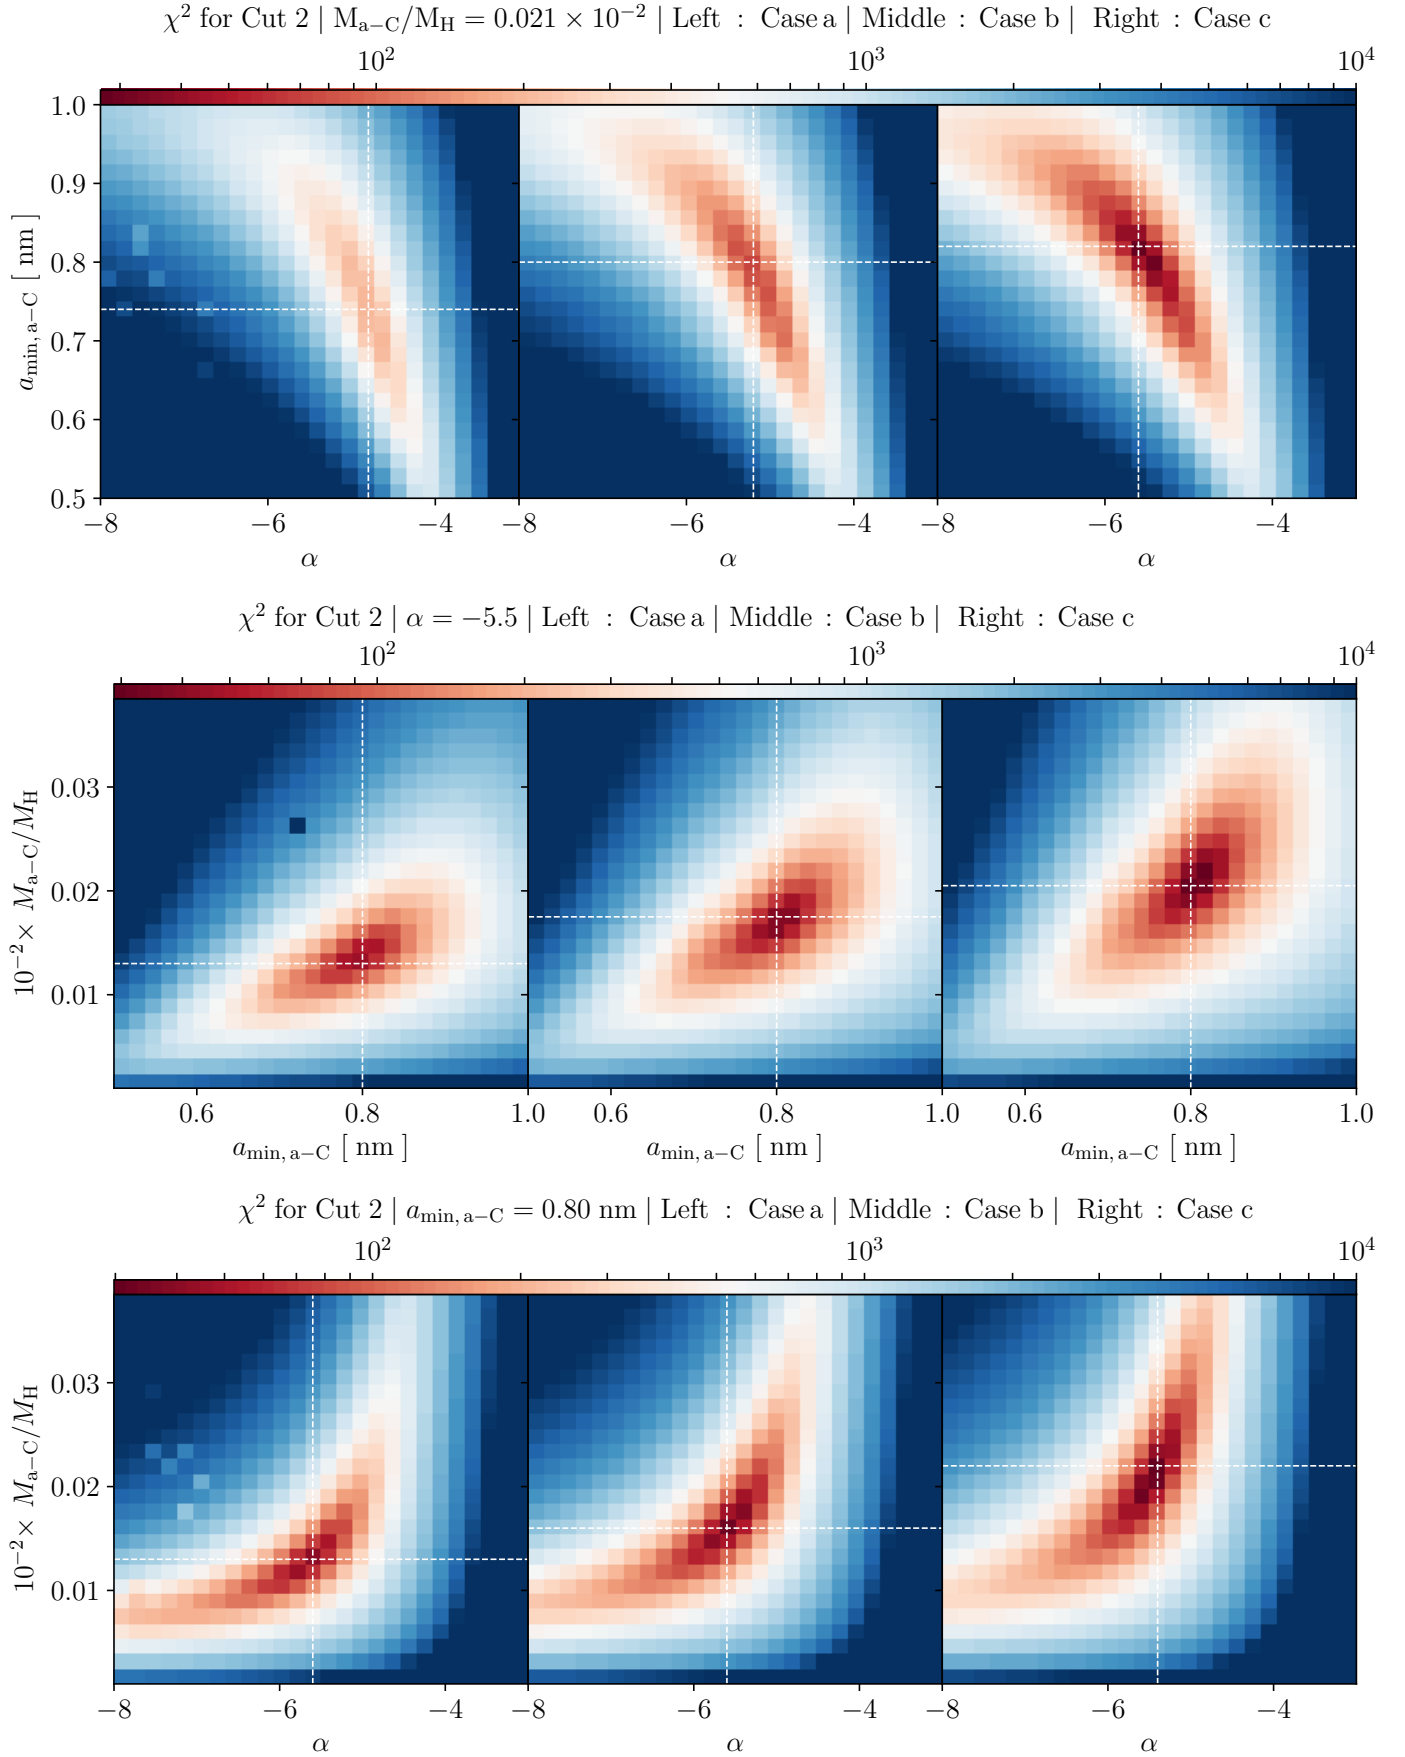 χ² for Cut 2 | M_a−C/M_H = 0.021 × 10⁻² | Left : Case a | Middle : Case b | Right : Case c
10² 10³ 10⁴
1.0
0.9
0.8
0.7
0.6
0.5
a_min, a−C [ nm ]
−8 −6 −4 −8 −6 −4 −8 −6 −4
α α α
χ² for Cut 2 | α = −5.5 | Left : Case a | Middle : Case b | Right : Case c
10² 10³ 10⁴
0.03
0.02
0.01
10⁻² × M_a−C/M_H
0.6 0.8 1.0 0.6 0.8 1.0 0.6 0.8 1.0
a_min, a−C [ nm ] a_min, a−C [ nm ] a_min, a−C [ nm ]
χ² for Cut 2 | a_min, a−C = 0.80 nm | Left : Case a | Middle : Case b | Right : Case c
10² 10³ 10⁴
0.03
0.02
0.01
10⁻² × M_a−C/M_H
−8 −6 −4 −8 −6 −4 −8 −6 −4
α α α